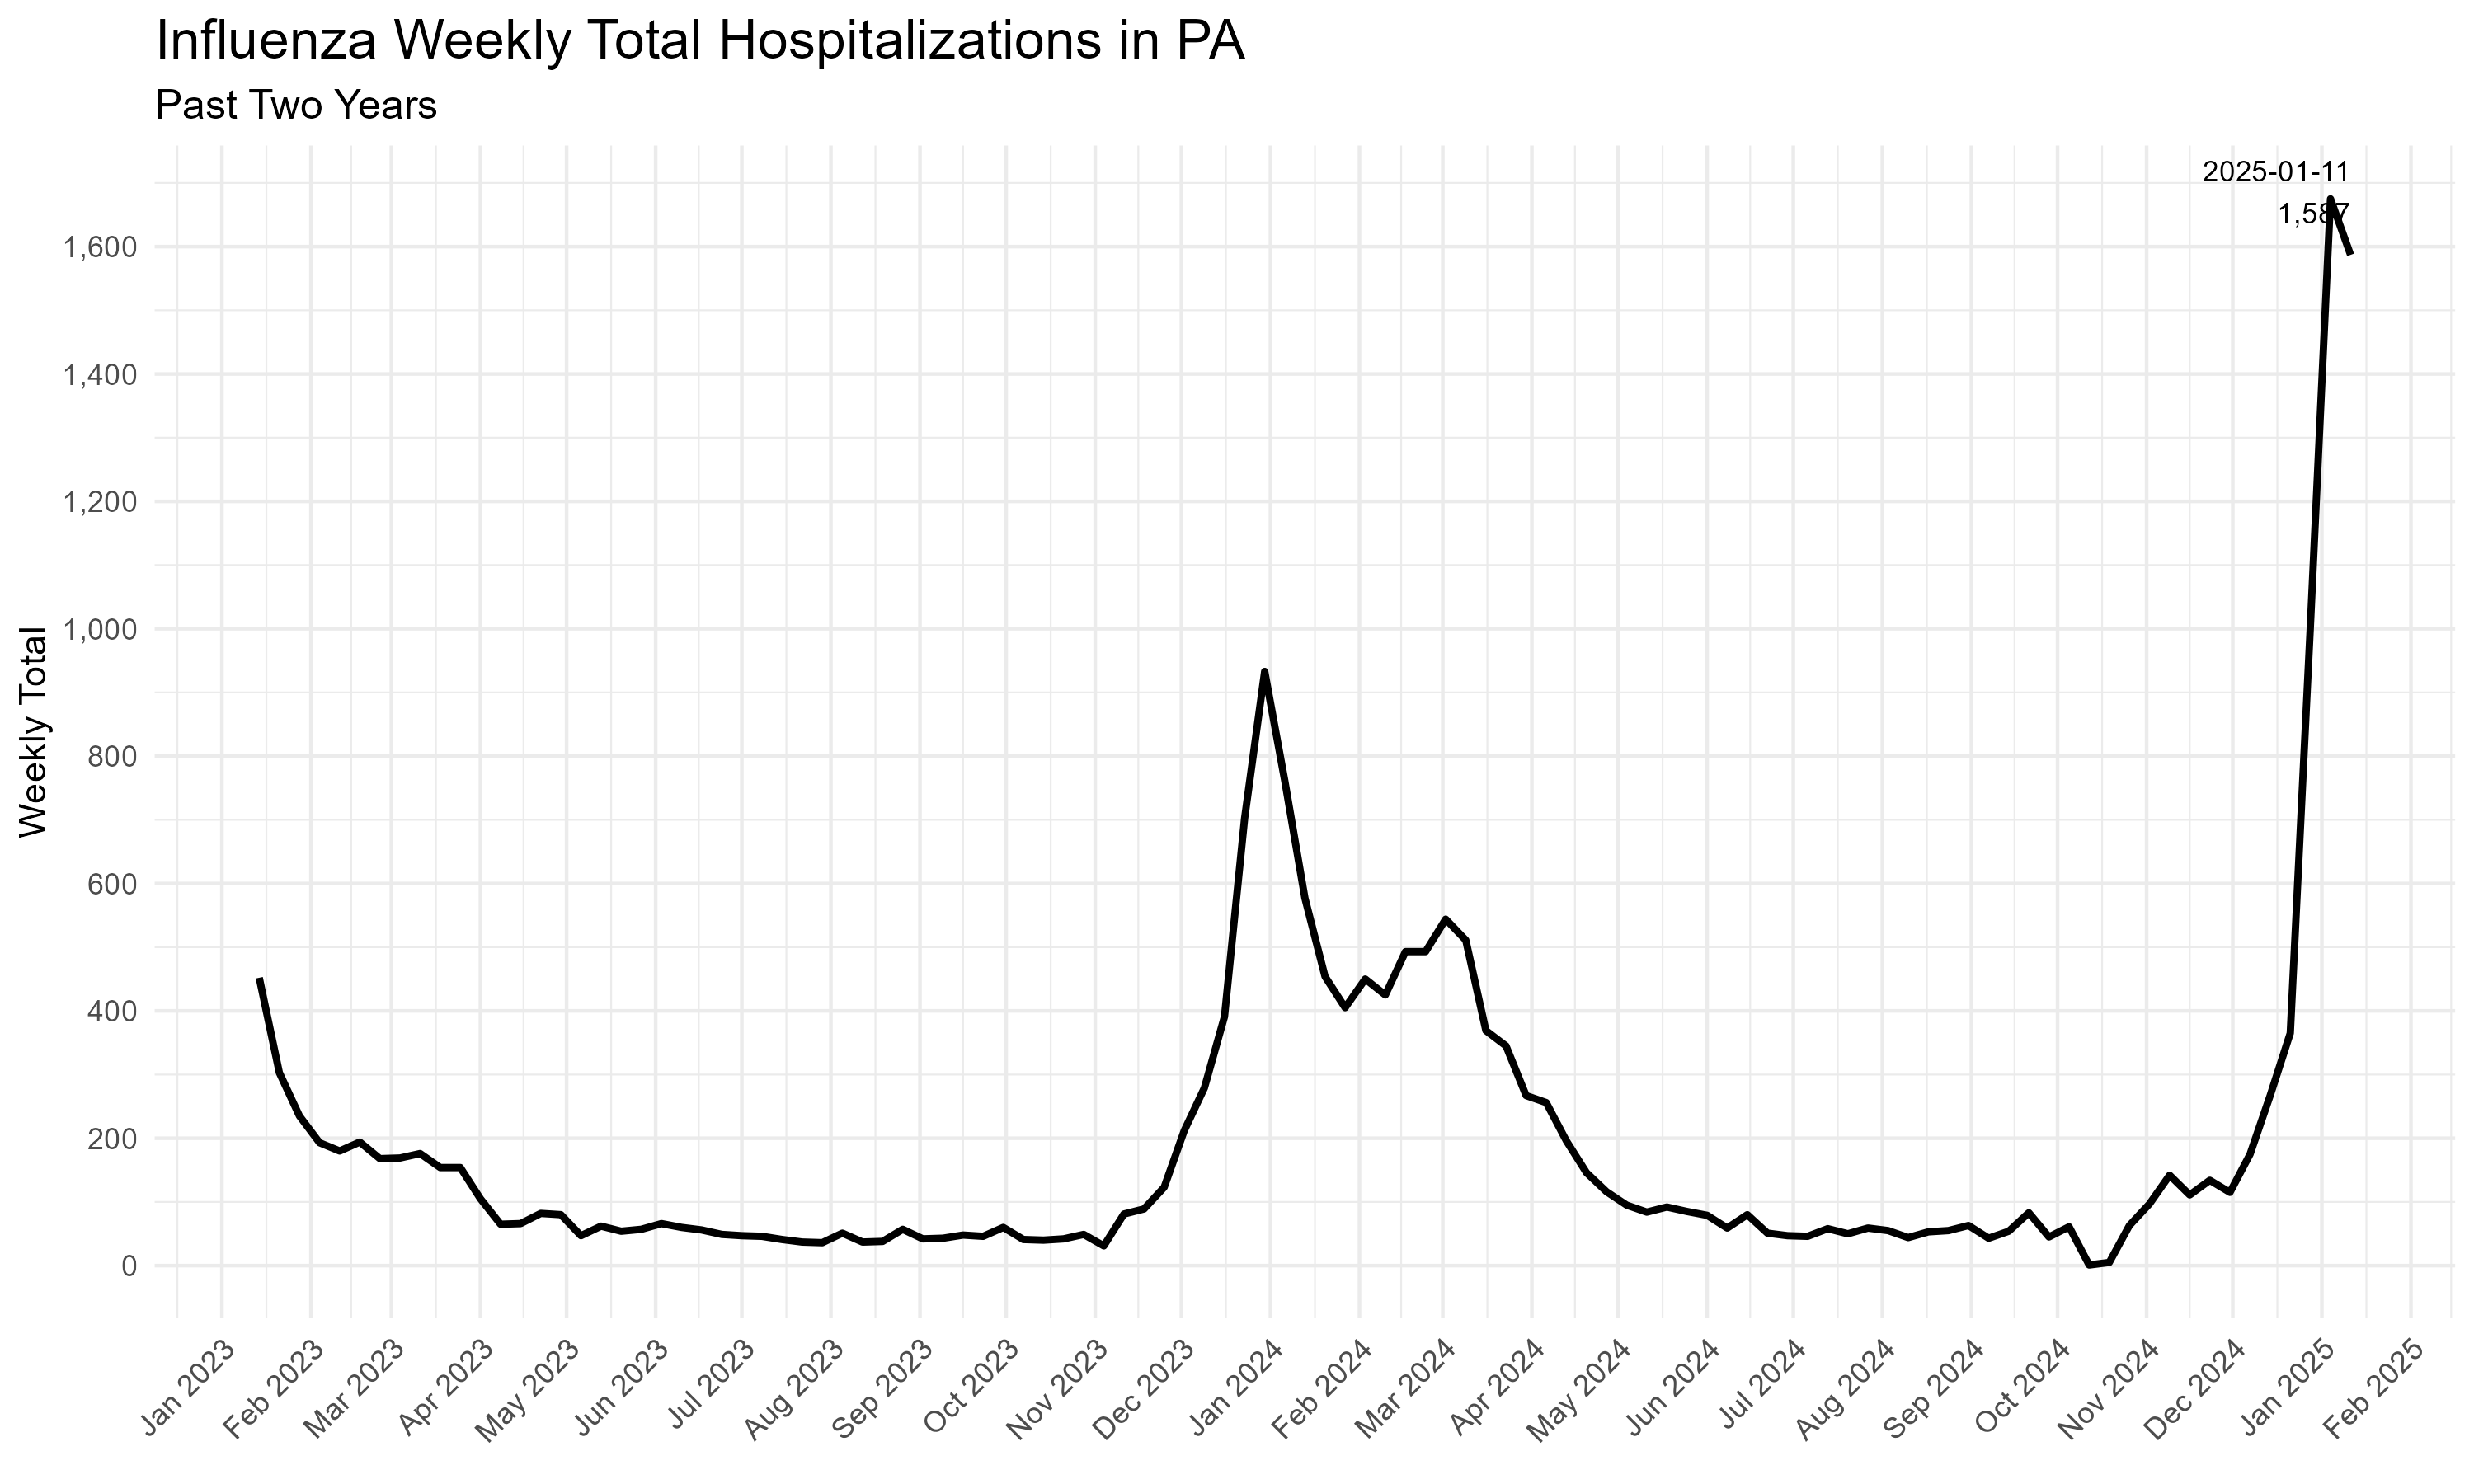 Influenza Weekly Total Hospitalizations in PA
Past Two Years
2025-01-11
1,587
1,600
1,400
1,200
1,000
800
600
400
200
0
Weekly Total
Jan 2023
Feb 2023
Mar 2023
Apr 2023
May 2023
Jun 2023
Jul 2023
Aug 2023
Sep 2023
Oct 2023
Nov 2023
Dec 2023
Jan 2024
Feb 2024
Mar 2024
Apr 2024
May 2024
Jun 2024
Jul 2024
Aug 2024
Sep 2024
Oct 2024
Nov 2024
Dec 2024
Jan 2025
Feb 2025